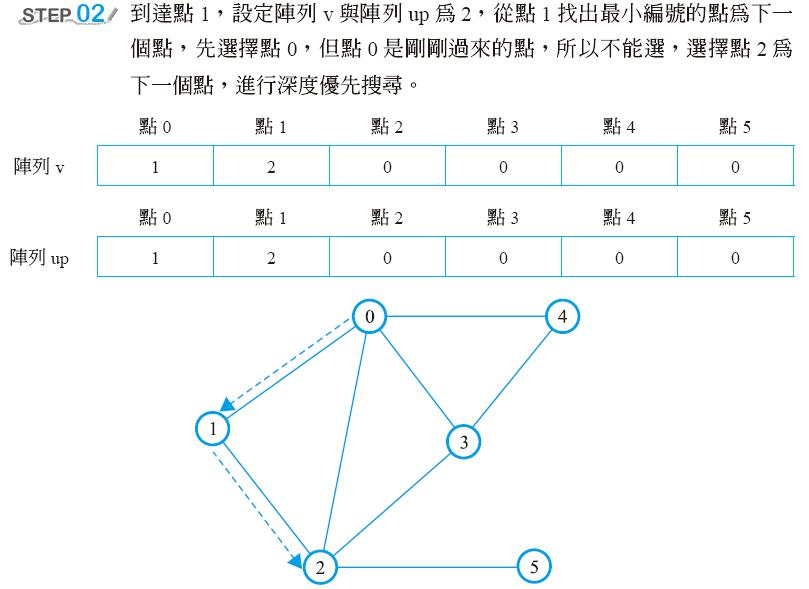 STEP 02 到達點 1，設定陣列 v 與陣列 up 為 2，從點 1 找出最小編號的點為下一
個點，先選擇點 0，但點 0 是剛剛過來的點，所以不能選，選擇點 2 為
下一個點，進行深度優先搜尋。
點 0 點 1 點 2 點 3 點 4 點 5
陣列 v 1 2 0 0 0 0
點 0 點 1 點 2 點 3 點 4 點 5
陣列 up 1 2 0 0 0 0
0 4
1
3
2 5